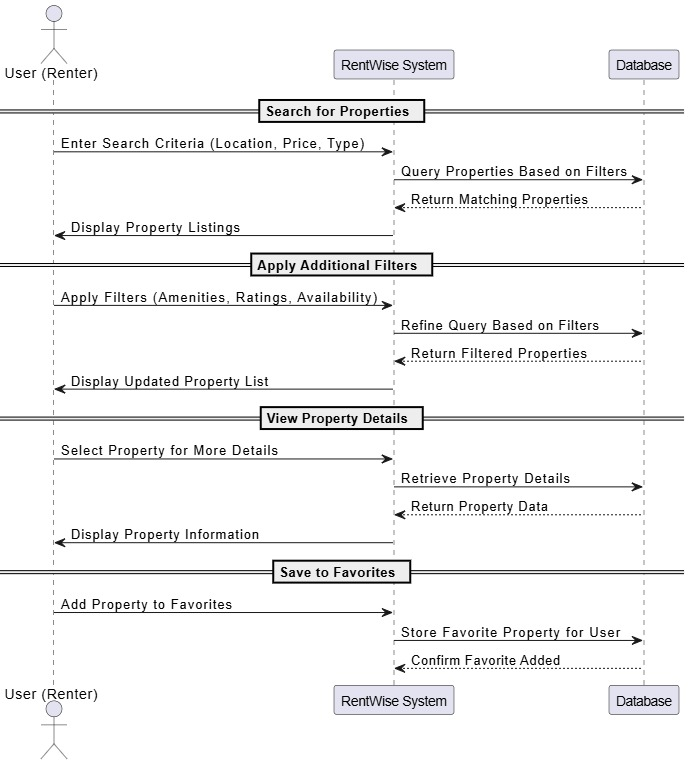 User (Renter)
RentWise System
Database
Search for Properties
Enter Search Criteria (Location, Price, Type)
Query Properties Based on Filters
Return Matching Properties
Display Property Listings
Apply Additional Filters
Apply Filters (Amenities, Ratings, Availability)
Refine Query Based on Filters
Return Filtered Properties
Display Updated Property List
View Property Details
Select Property for More Details
Retrieve Property Details
Return Property Data
Display Property Information
Save to Favorites
Add Property to Favorites
Store Favorite Property for User
Confirm Favorite Added
User (Renter)
RentWise System
Database